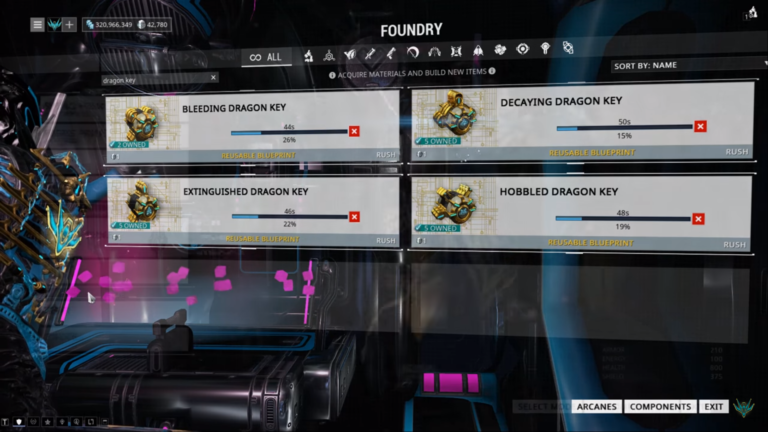 320,966,349 42,780
FOUNDRY
ALL
dragon key
ACQUIRE MATERIALS AND BUILD NEW ITEMS
SORT BY: NAME
BLEEDING DRAGON KEY
44s
26%
2 OWNED
REUSABLE BLUEPRINT
RUSH
DECAYING DRAGON KEY
50s
15%
5 OWNED
REUSABLE BLUEPRINT
RUSH
EXTINGUISHED DRAGON KEY
46s
22%
5 OWNED
REUSABLE BLUEPRINT
RUSH
HOBBLED DRAGON KEY
48s
19%
5 OWNED
REUSABLE BLUEPRINT
RUSH
ARCANES COMPONENTS EXIT